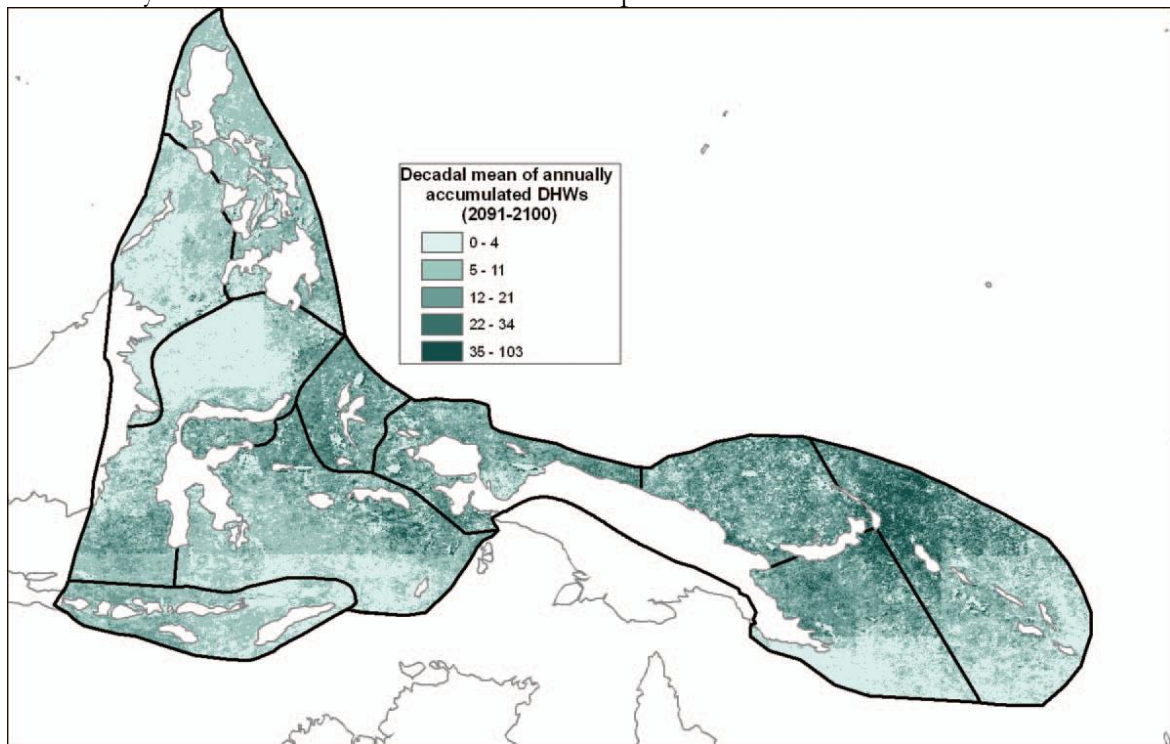 Decadal mean of annually
accumulated DHWs
(2091-2100)
0 - 4
5 - 11
12 - 21
22 - 34
35 - 103